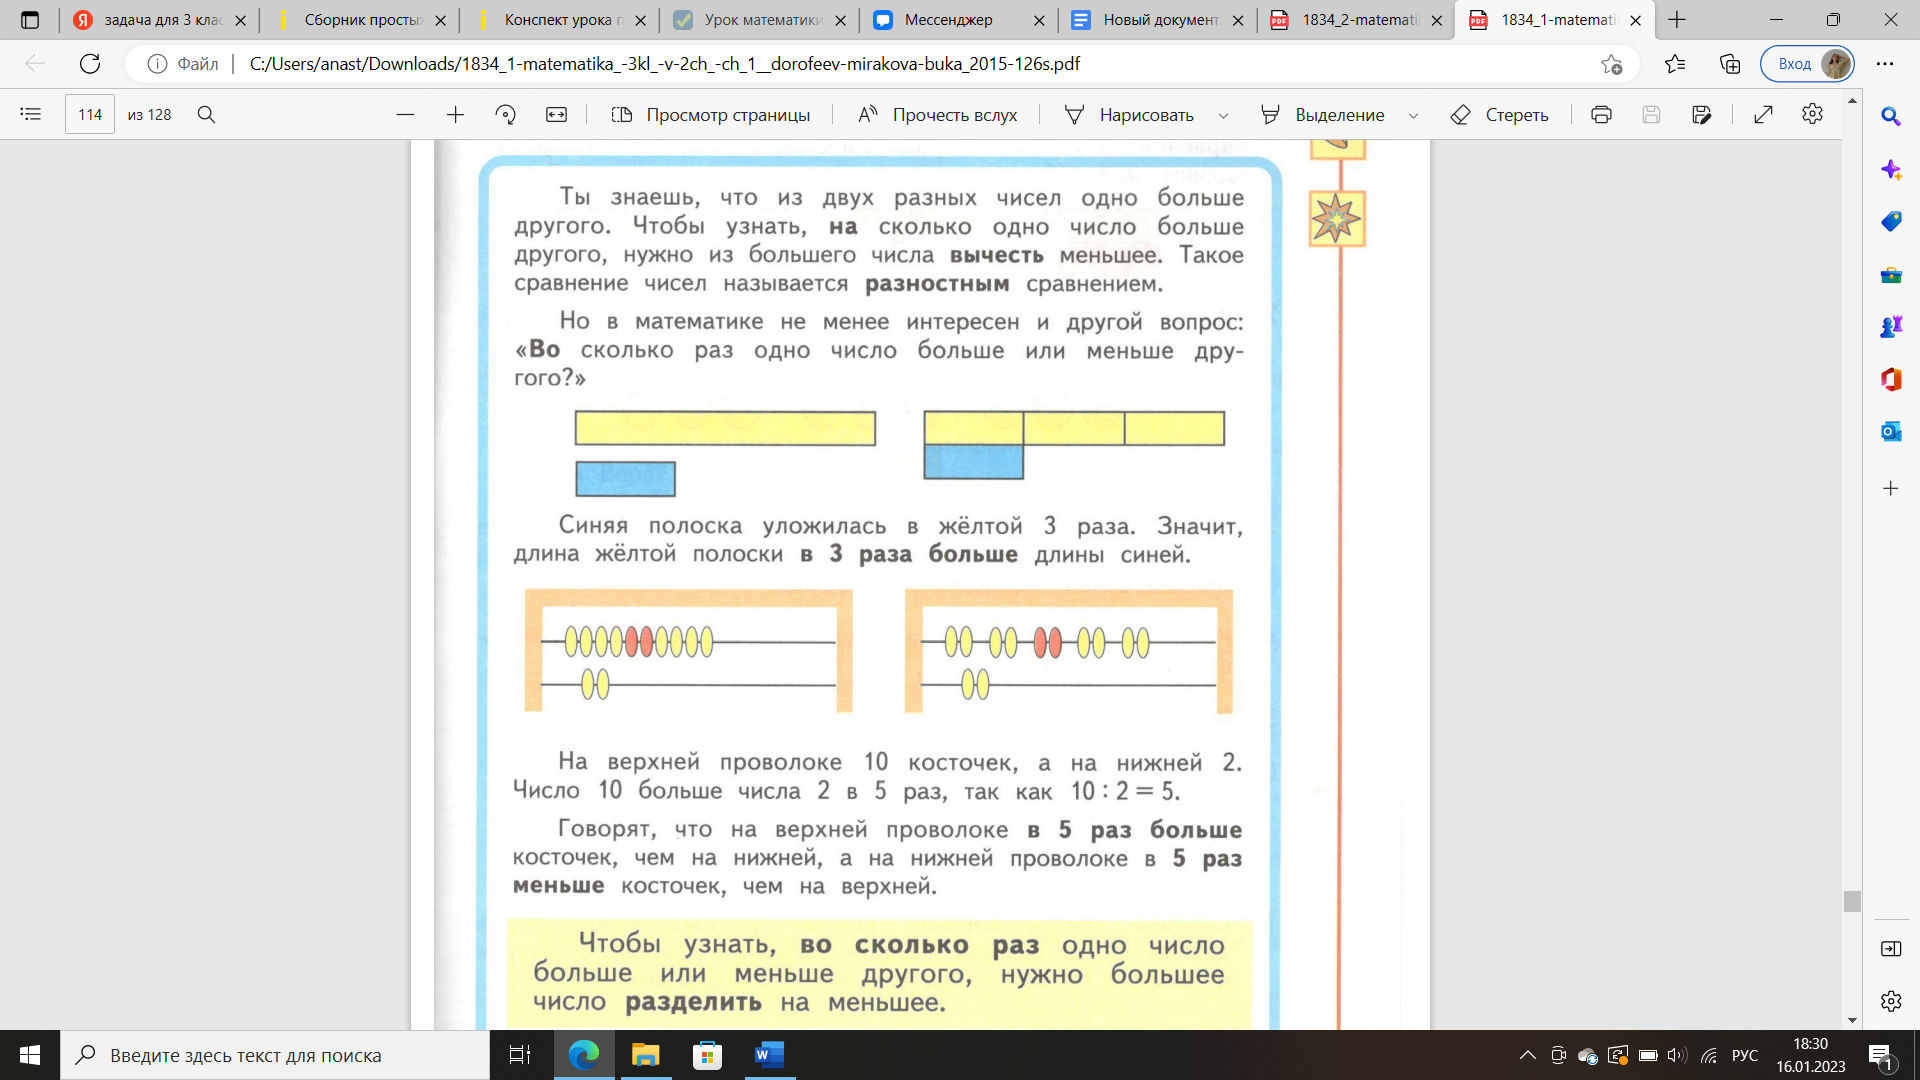 задача для 3 клас
Сборник простых
Конспект урока п
Урок математики
Мессенджер
Новый документ
1834_2-matemati
1834_1-matemati
Файл
C:/Users/anast/Downloads/1834_1-matematika_-3kl_-v-2ch_-ch_1__dorofeev-mirakova-buka_2015-126s.pdf
Вход
114 из 128
Просмотр страницы
Прочесть вслух
Нарисовать
Выделение
Стереть
Ты знаешь, что из двух разных чисел одно больше
другого. Чтобы узнать, на сколько одно число больше
другого, нужно из большего числа вычесть меньшее. Такое
сравнение чисел называется разностным сравнением.
Но в математике не менее интересен и другой вопрос:
«Во сколько раз одно число больше или меньше дру-
гого?»
Синяя полоска уложилась в жёлтой 3 раза. Значит,
длина жёлтой полоски в 3 раза больше длины синей.
На верхней проволоке 10 косточек, а на нижней 2.
Число 10 больше числа 2 в 5 раз, так как 10 : 2 = 5.
Говорят, что на верхней проволоке в 5 раз больше
косточек, чем на нижней, а на нижней проволоке в 5 раз
меньше косточек, чем на верхней.
Чтобы узнать, во сколько раз одно число
больше или меньше другого, нужно большее
число разделить на меньшее.
Введите здесь текст для поиска
РУС
18:30
16.01.2023
1